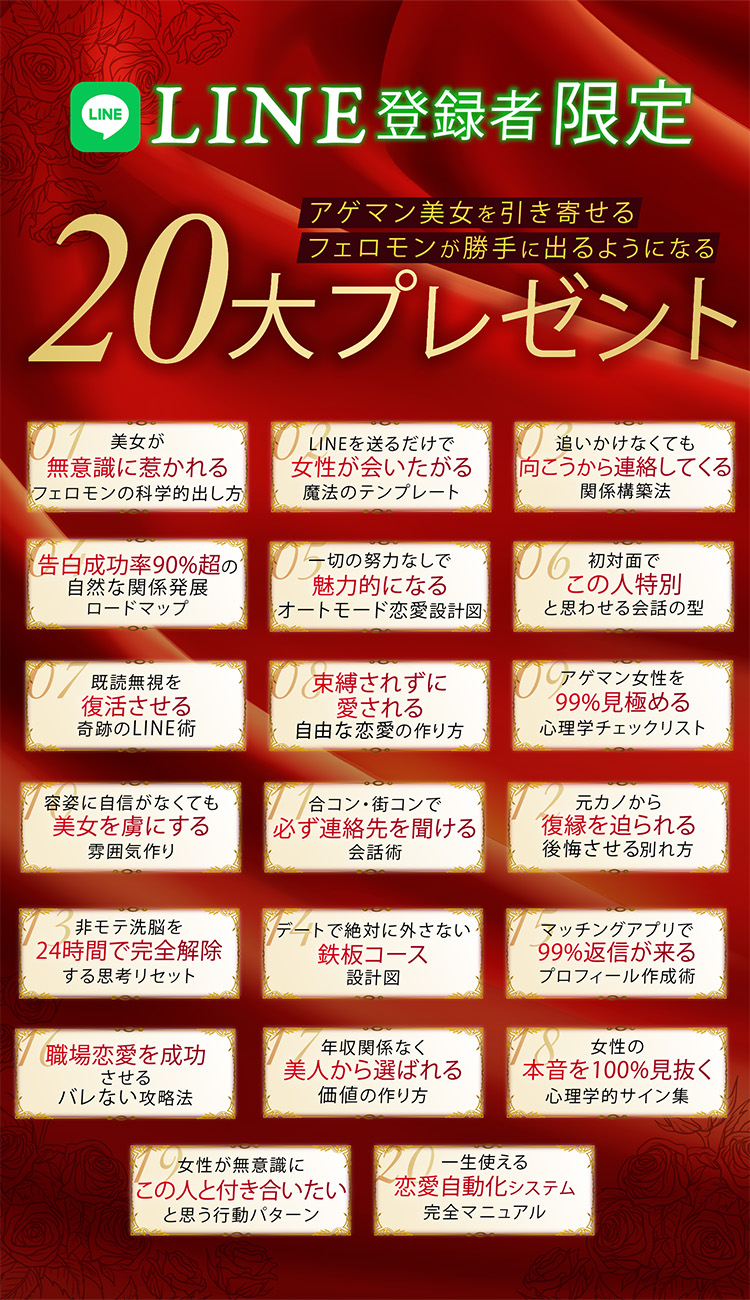 LINE
LINE登録者限定
アゲマン美女を引き寄せる
フェロモンが勝手に出るようになる
20大プレゼント
01
美女が
無意識に惹かれる
フェロモンの科学的出し方
02
LINEを送るだけで
女性が会いたがる
魔法のテンプレート
03
追いかけなくても
向こうから連絡してくる
関係構築法
04
告白成功率90%超の
自然な関係発展
ロードマップ
05
一切の努力なしで
魅力的になる
オートモード恋愛設計図
06
初対面で
この人特別
と思わせる会話の型
07
既読無視を
復活させる
奇跡のLINE術
08
束縛されずに
愛される
自由な恋愛の作り方
09
アゲマン女性を
99%見極める
心理学チェックリスト
10
容姿に自信がなくても
美女を虜にする
雰囲気作り
11
合コン・街コンで
必ず連絡先を聞ける
会話術
12
元カノから
復縁を迫られる
後悔させる別れ方
13
非モテ洗脳を
24時間で完全解除
する思考リセット
14
デートで絶対に外さない
鉄板コース
設計図
15
マッチングアプリで
99%返信が来る
プロフィール作成術
16
職場恋愛を成功
させる
バレない攻略法
17
年収関係なく
美人から選ばれる
価値の作り方
18
女性の
本音を100%見抜く
心理学的サイン集
19
女性が無意識に
この人と付き合いたい
と思う行動パターン
20
一生使える
恋愛自動化システム
完全マニュアル